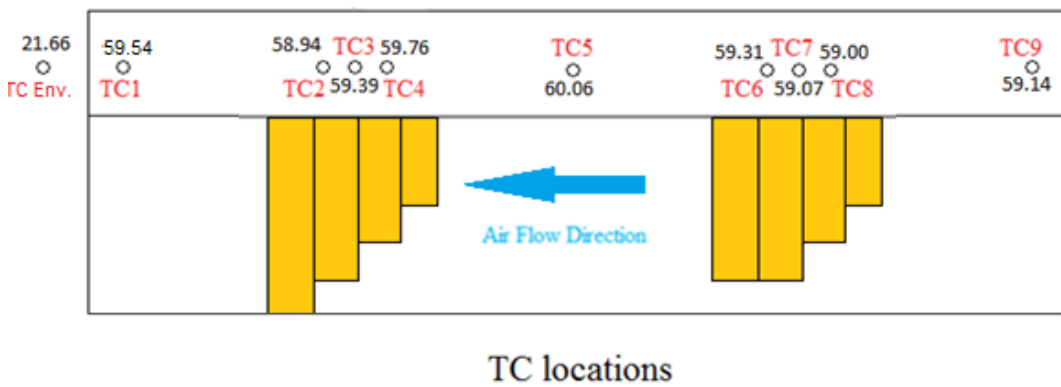 21.66
TC Env.
59.54
TC1
58.94 TC3 59.76
TC2 59.39 TC4
TC5
60.06
59.31 TC7 59.00
TC6 59.07 TC8
TC9
59.14
Air Flow Direction
TC locations